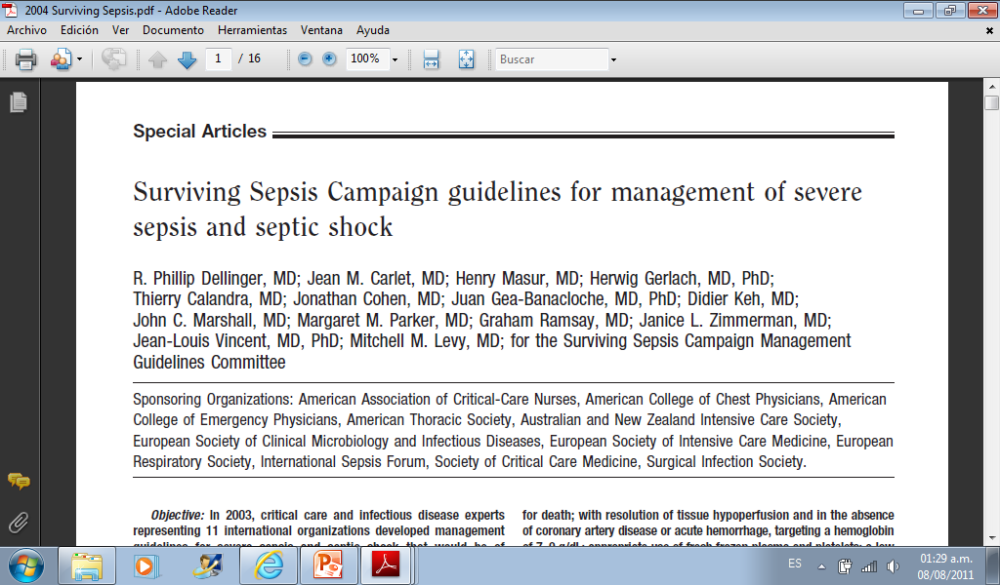 2004 Surviving Sepsis.pdf - Adobe Reader
Archivo Edición Ver Documento Herramientas Ventana Ayuda
1 / 16 100% Buscar
Special Articles
Surviving Sepsis Campaign guidelines for management of severe
sepsis and septic shock
R. Phillip Dellinger, MD; Jean M. Carlet, MD; Henry Masur, MD; Herwig Gerlach, MD, PhD;
Thierry Calandra, MD; Jonathan Cohen, MD; Juan Gea-Banacloche, MD, PhD; Didier Keh, MD;
John C. Marshall, MD; Margaret M. Parker, MD; Graham Ramsay, MD; Janice L. Zimmerman, MD;
Jean-Louis Vincent, MD, PhD; Mitchell M. Levy, MD; for the Surviving Sepsis Campaign Management
Guidelines Committee
Sponsoring Organizations: American Association of Critical-Care Nurses, American College of Chest Physicians, American
College of Emergency Physicians, American Thoracic Society, Australian and New Zealand Intensive Care Society,
European Society of Clinical Microbiology and Infectious Diseases, European Society of Intensive Care Medicine, European
Respiratory Society, International Sepsis Forum, Society of Critical Care Medicine, Surgical Infection Society.
Objective: In 2003, critical care and infectious disease experts
representing 11 international organizations developed management
guidelines for severe sepsis and septic shock that would be of
for death; with resolution of tissue hypoperfusion and in the absence
of coronary artery disease or acute hemorrhage, targeting a hemoglobin
of 7–9 g/dL; appropriate use of fresh frozen plasma and platelets; a low
ES
01:29 a.m.
08/08/2011